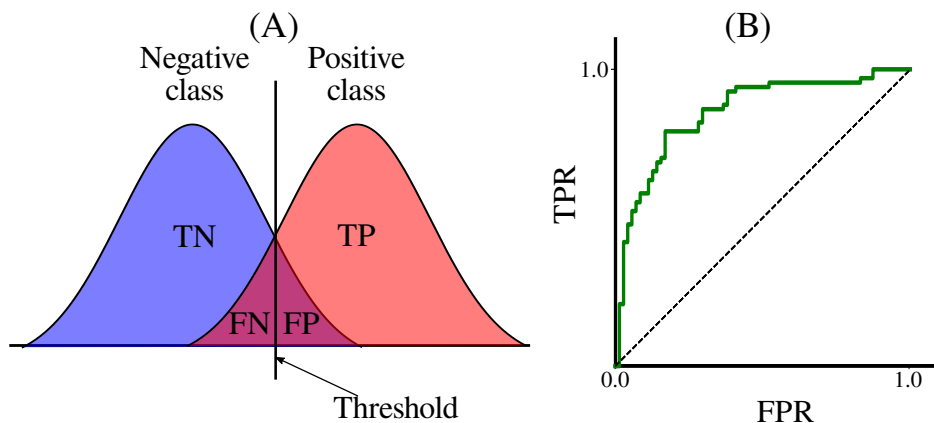 (A)
Negative
class
Positive
class
TN
TP
FN
FP
Threshold
(B)
1.0
TPR
0.0
1.0
FPR